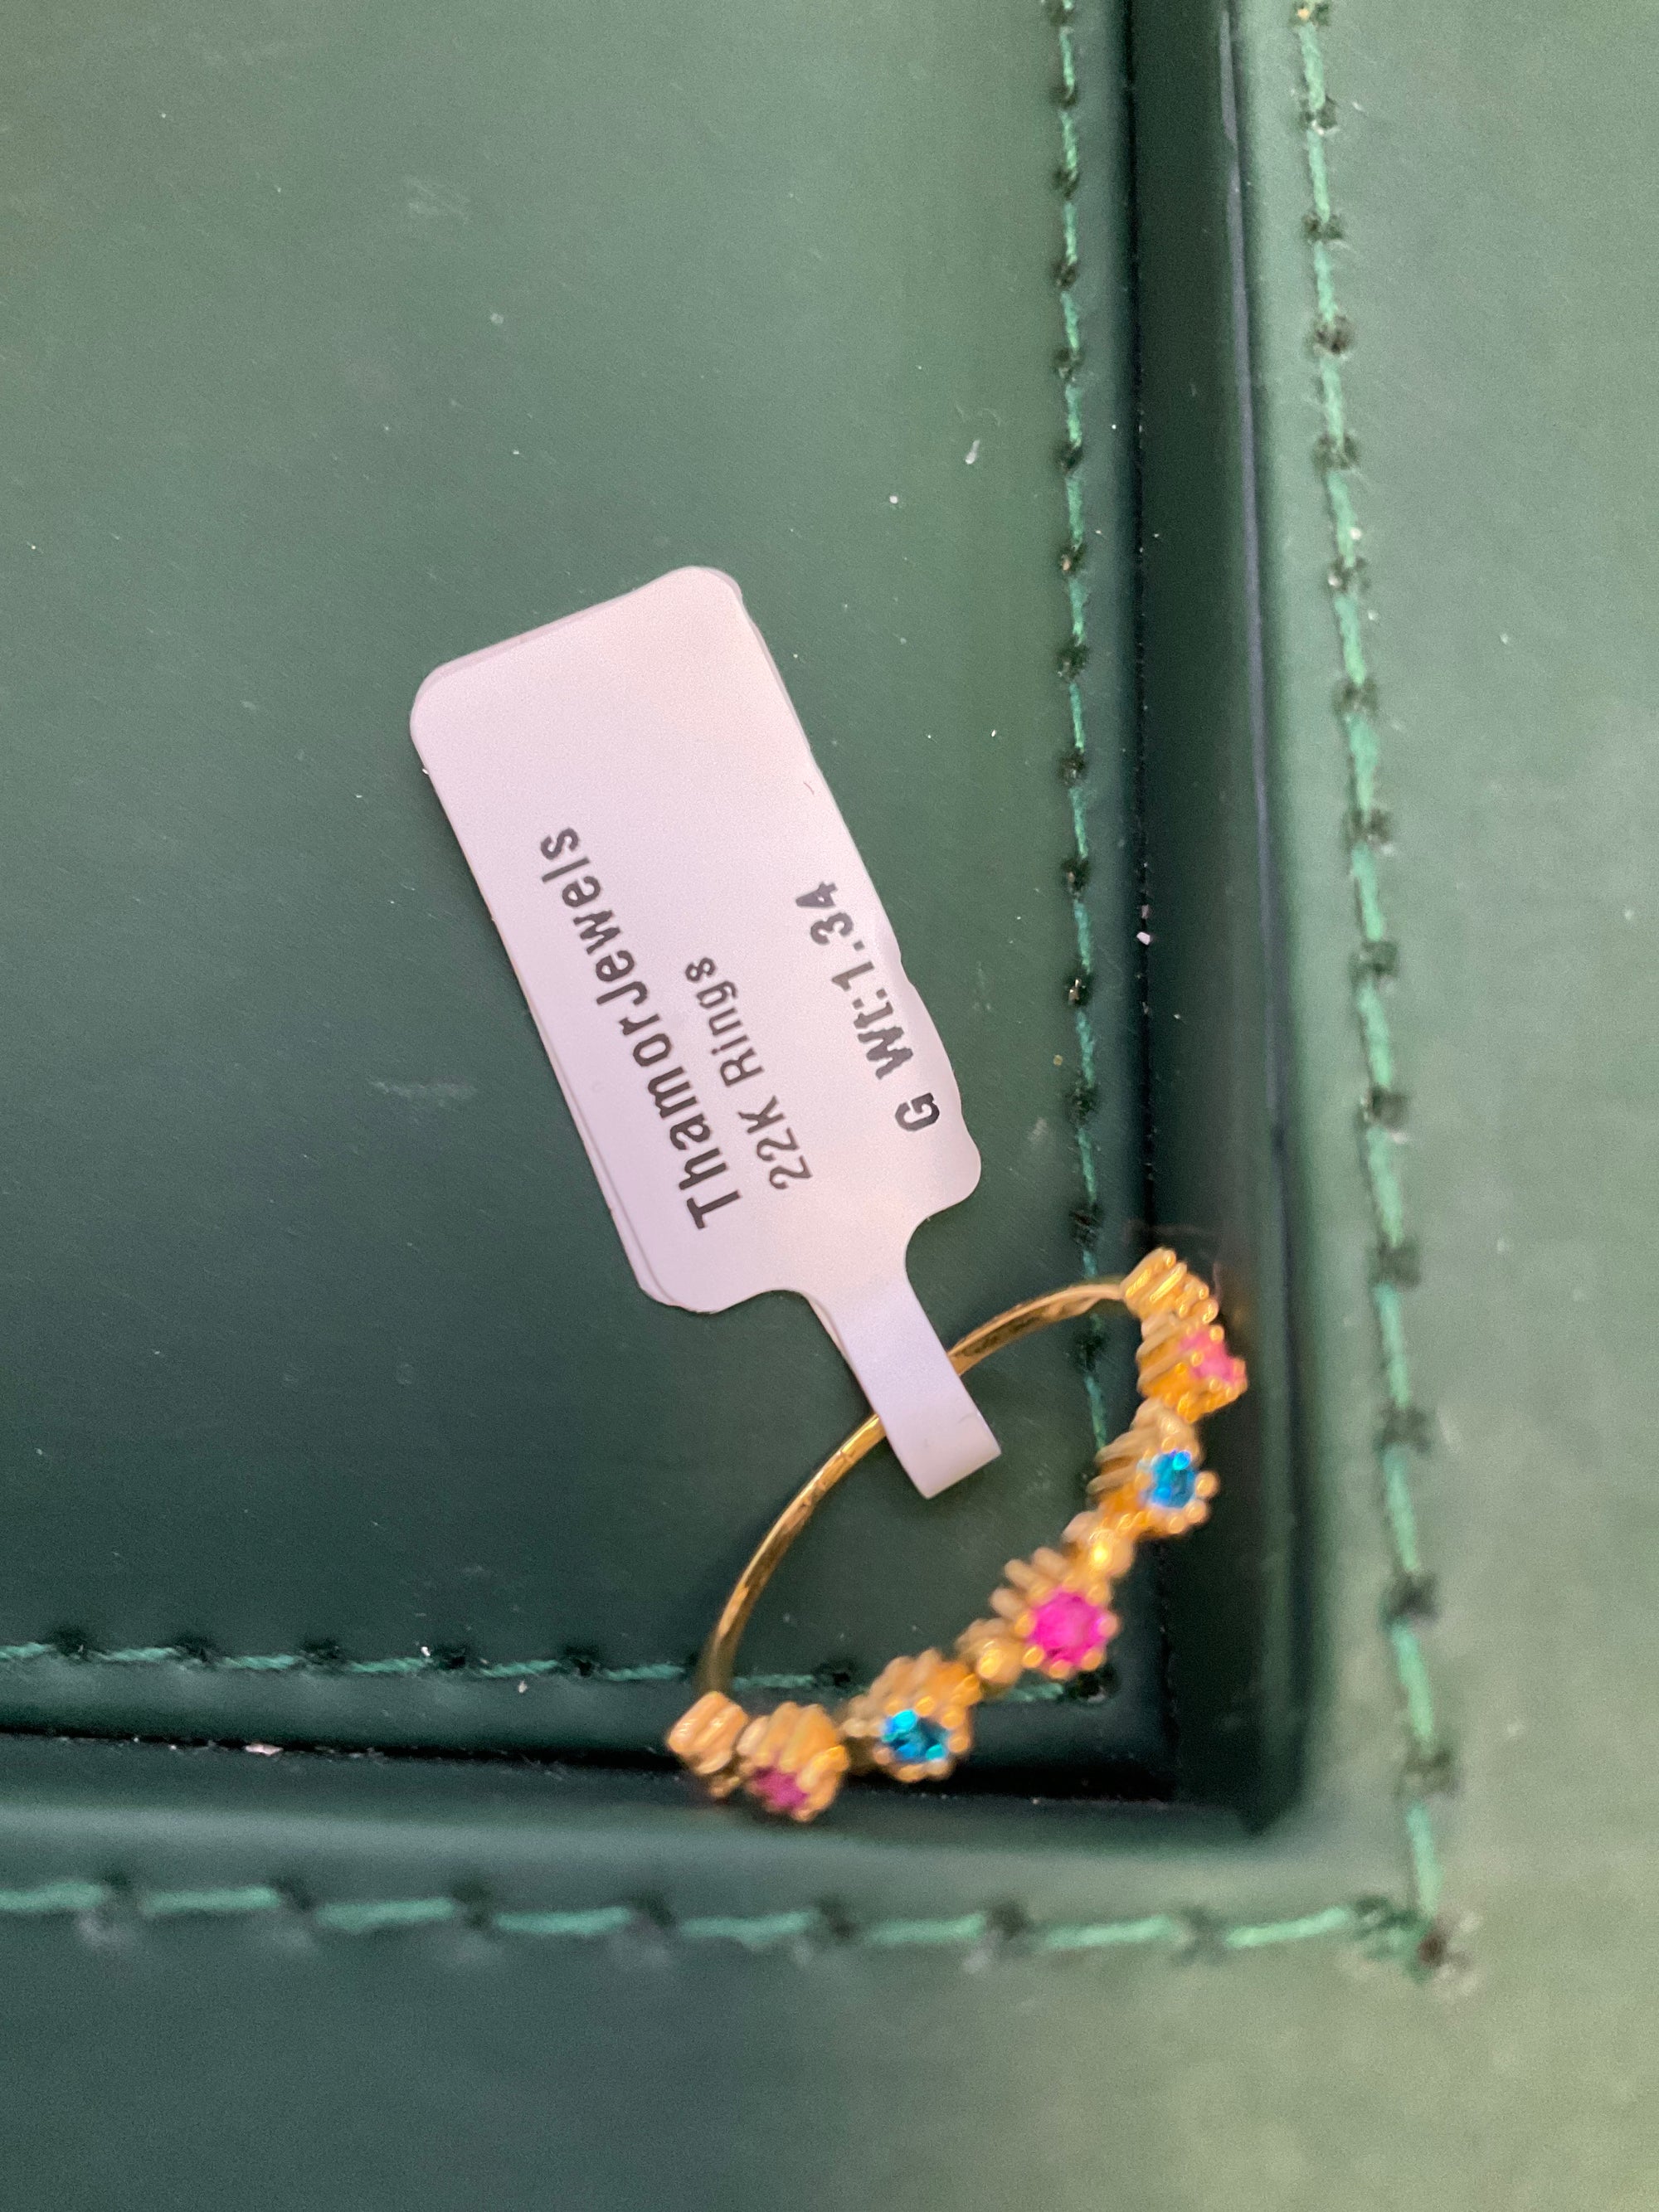 ThamorJewels
22K Rings
G Wt:1.34